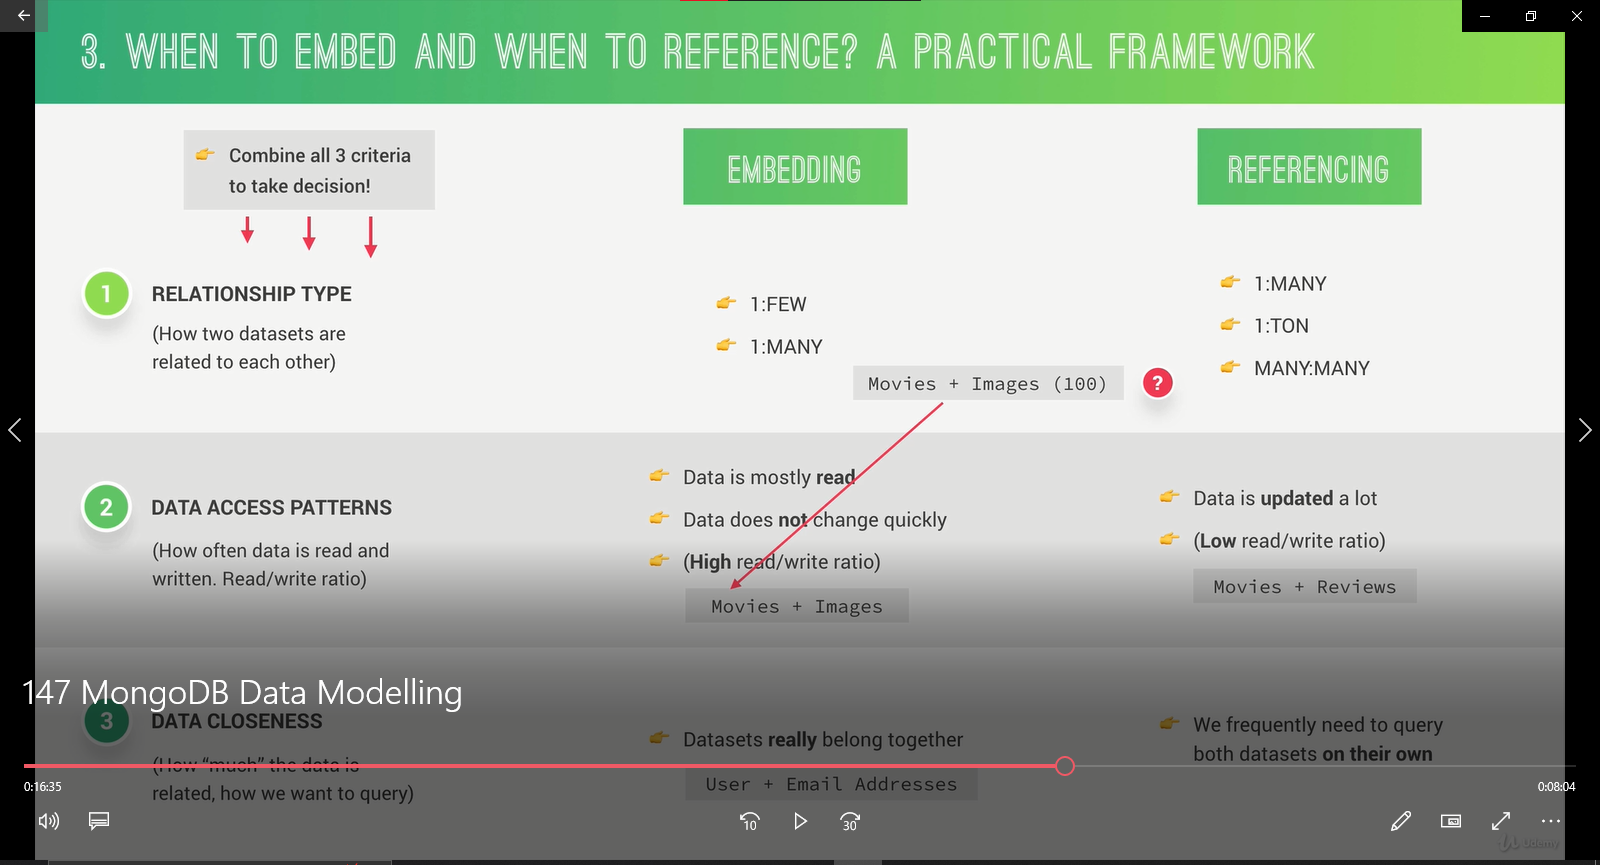 3. WHEN TO EMBED AND WHEN TO REFERENCE? A PRACTICAL FRAMEWORK
Combine all 3 criteria
to take decision!
EMBEDDING
REFERENCING
1
RELATIONSHIP TYPE
(How two datasets are
related to each other)
1:FEW
1:MANY
Movies + Images (100)
?
1:MANY
1:TON
MANY:MANY
2
DATA ACCESS PATTERNS
(How often data is read and
written. Read/write ratio)
Data is mostly read
Data does not change quickly
(High read/write ratio)
Movies + Images
Data is updated a lot
(Low read/write ratio)
Movies + Reviews
147 MongoDB Data Modelling
3
DATA CLOSENESS
(How “much” the data is
related, how we want to query)
Datasets really belong together
User + Email Addresses
We frequently need to query
both datasets on their own
0:16:35
0:08:04
10
30
Udemy